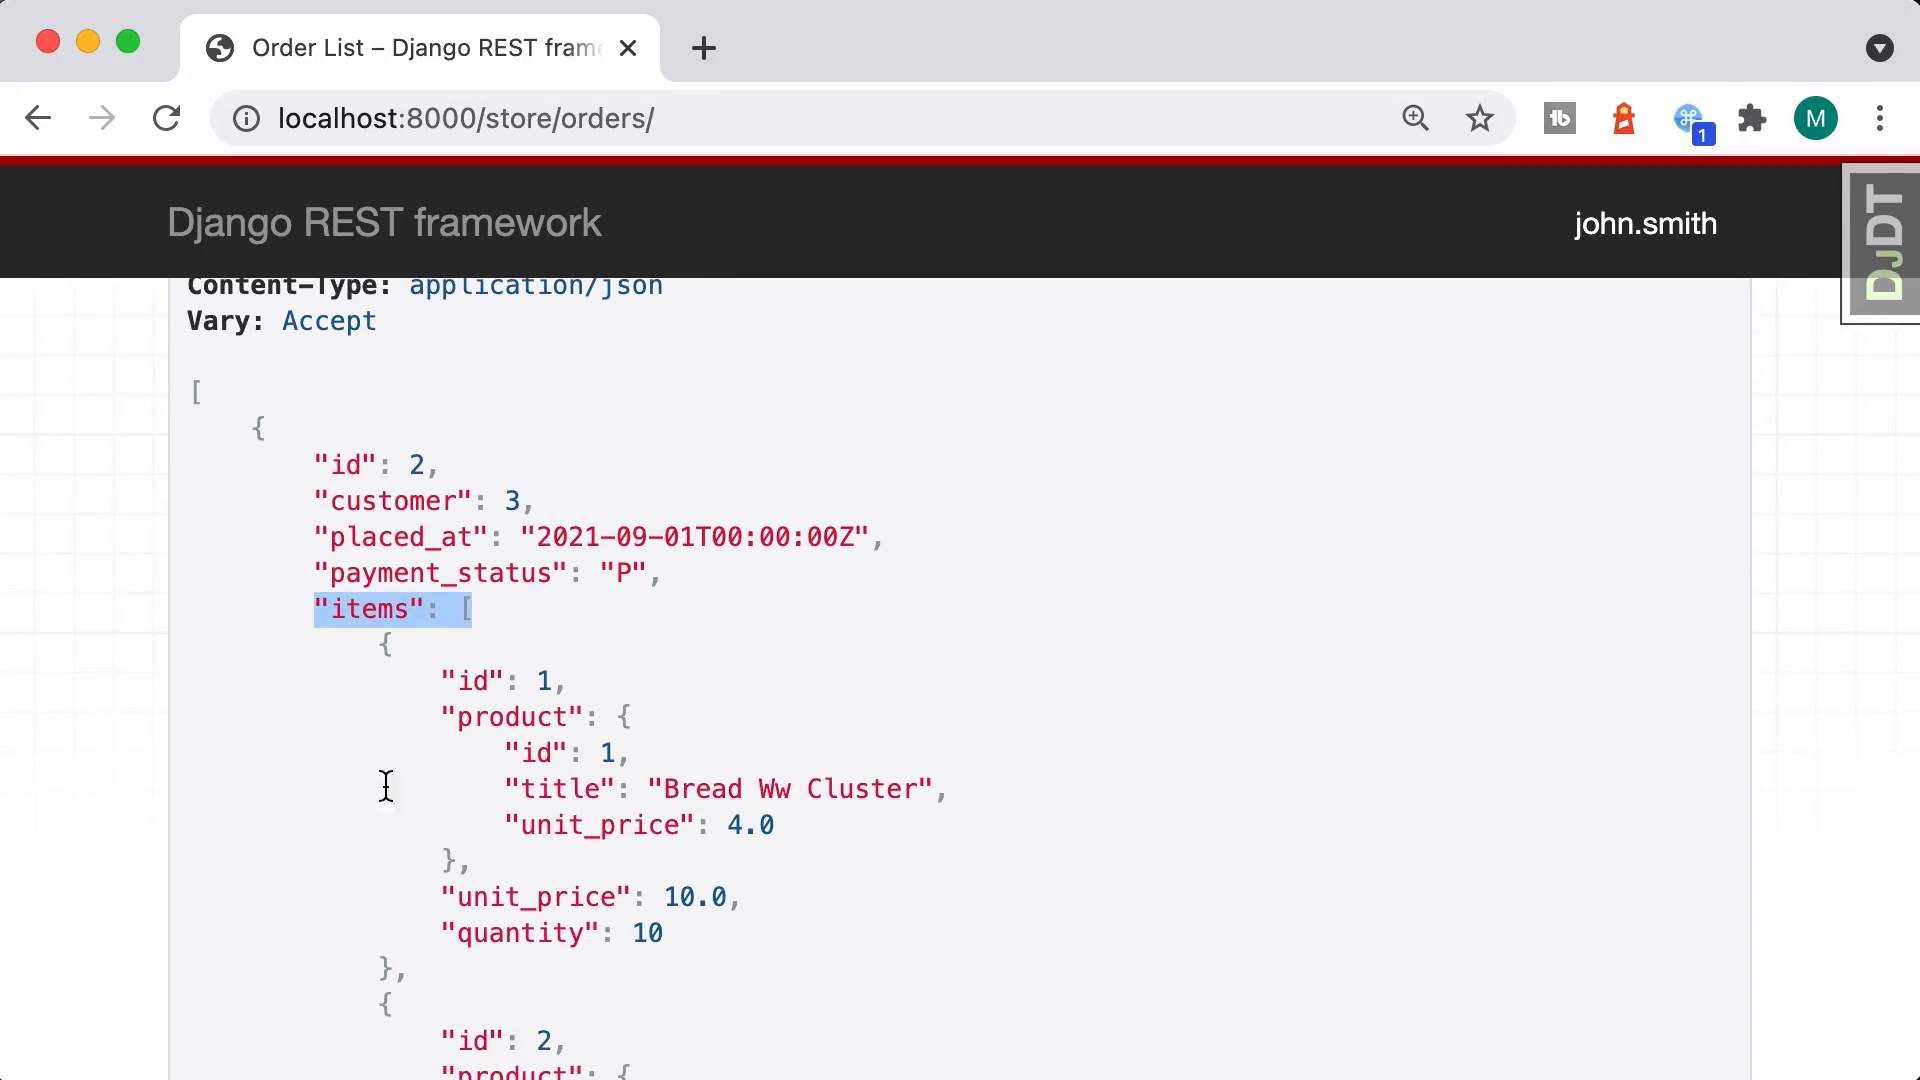 Order List – Django REST frame
localhost:8000/store/orders/
1
M
Django REST framework
john.smith
DJDT
Content-Type: application/json
Vary: Accept
[
{
"id": 2,
"customer": 3,
"placed_at": "2021-09-01T00:00:00Z",
"payment_status": "P",
"items": [
{
"id": 1,
"product": {
"id": 1,
"title": "Bread Ww Cluster",
"unit_price": 4.0
},
"unit_price": 10.0,
"quantity": 10
},
{
"id": 2,
"product": {